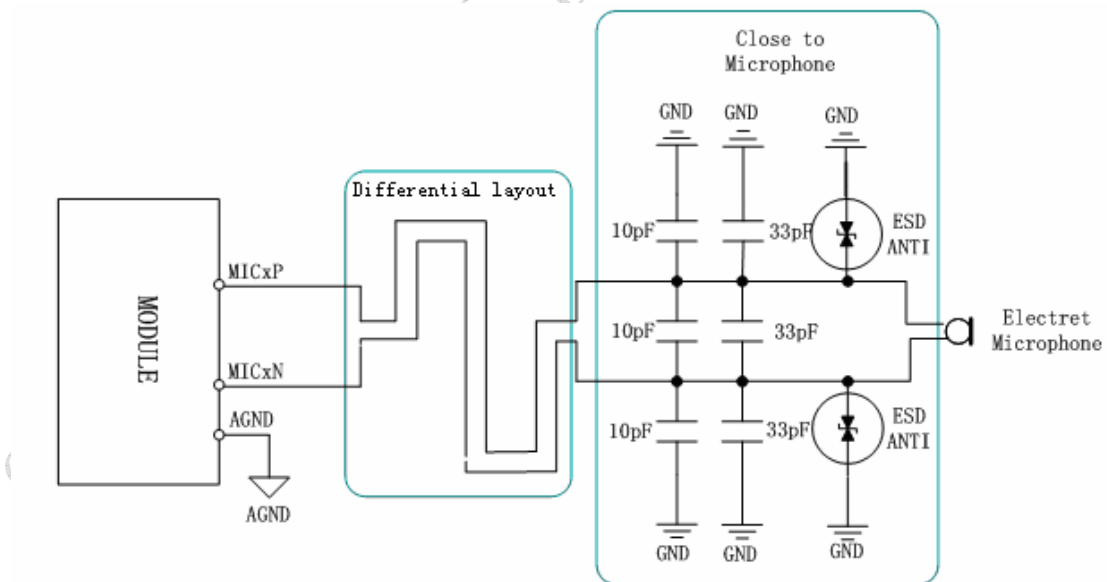 Close to
Microphone
GND GND GND
Differential layout
10pF 33pF ESD
ANTI
MICxP
MODULE
10pF 33pF Electret
Microphone
MICxN
AGND
10pF 33pF ESD
ANTI
AGND
GND GND GND